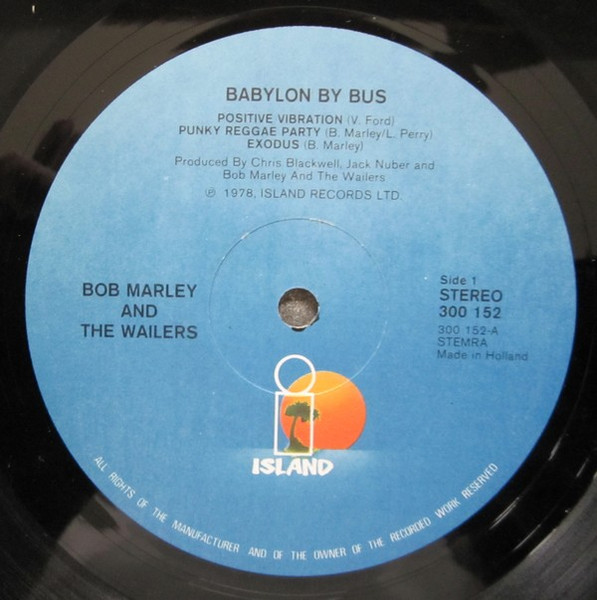 BABYLON BY BUS
POSITIVE VIBRATION (V. Ford)
PUNKY REGGAE PARTY (B. Marley/L. Perry)
EXODUS (B. Marley)
Produced By Chris Blackwell, Jack Nuber and
Bob Marley And The Wailers
℗ 1978, ISLAND RECORDS LTD.
BOB MARLEY
AND
THE WAILERS
Side 1
STEREO
300 152
300 152-A
STEMRA
Made in Holland
ISLAND
ALL RIGHTS OF THE MANUFACTURER AND OF THE OWNER OF THE RECORDED WORK RESERVED